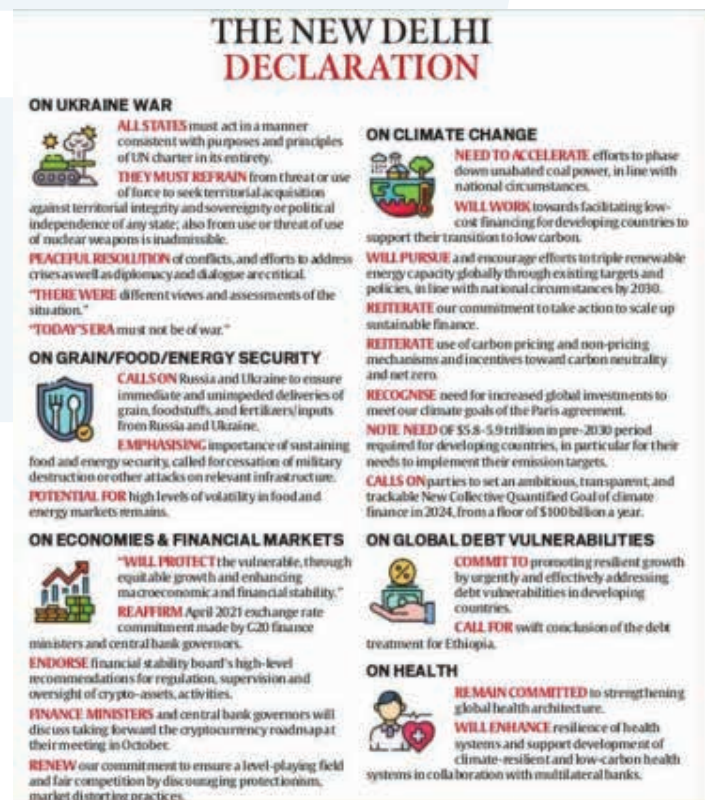 THE NEW DELHI
DECLARATION
ON UKRAINE WAR
ALL STATES must act in a manner
consistent with purposes and principles
of UN charter in its entirety.
THEY MUST REFRAIN from threat or use
of force to seek territorial acquisition
against territorial integrity and sovereignty or political
independence of any state; also from use or threat of use
of nuclear weapons is inadmissible.
PEACEFUL RESOLUTION of conflicts, and efforts to address
crises as well as diplomacy and dialogue are critical.
"THERE WERE different views and assessments of the
situation."
"TODAY'S ERA must not be of war."
ON GRAIN/FOOD/ENERGY SECURITY
CALLS ON Russia and Ukraine to ensure
immediate and unimpeded deliveries of
grain, foodstuffs, and fertilizers/inputs
from Russia and Ukraine.
EMPHASISING importance of sustaining
food and energy security, called for cessation of military
destruction or other attacks on relevant infrastructure.
POTENTIAL FOR high levels of volatility in food and
energy markets remains.
ON ECONOMIES & FINANCIAL MARKETS
"WILL PROTECT the vulnerable, through
equitable growth and enhancing
macroeconomic and financial stability."
REAFFIRM April 2021 exchange rate
commitment made by G20 finance
ministers and central bank governors.
ENDORSE financial stability board's high-level
recommendations for regulation, supervision and
oversight of crypto-assets, activities.
FINANCE MINISTERS and central bank governors will
discuss taking forward the cryptocurrency roadmap at
their meeting in October.
RENEW our commitment to ensure a level-playing field
and fair competition by discouraging protectionism,
market distorting practices.
ON CLIMATE CHANGE
NEED TO ACCELERATE efforts to phase
down unabated coal power, in line with
national circumstances.
WILL WORK towards facilitating low-
cost financing for developing countries to
support their transition to low carbon.
WILL PURSUE and encourage efforts to triple renewable
energy capacity globally through existing targets and
policies, in line with national circumstances by 2030.
REITERATE our commitment to take action to scale up
sustainable finance.
REITERATE use of carbon pricing and non-pricing
mechanisms and incentives toward carbon neutrality
and net zero.
RECOGNISE need for increased global investments to
meet our climate goals of the Paris agreement.
NOTE NEED OF $5.8-5.9 trillion in pre-2030 period
required for developing countries, in particular for their
needs to implement their emission targets.
CALLS ON parties to set an ambitious, transparent, and
trackable New Collective Quantified Goal of climate
finance in 2024, from a floor of $100 billion a year.
ON GLOBAL DEBT VULNERABILITIES
COMMIT TO promoting resilient growth
by urgently and effectively addressing
debt vulnerabilities in developing
countries.
CALL FOR swift conclusion of the debt
treatment for Ethiopia.
ON HEALTH
REMAIN COMMITTED to strengthening
global health architecture.
WILL ENHANCE resilience of health
systems and support development of
climate-resilient and low-carbon health
systems in collaboration with multilateral banks.